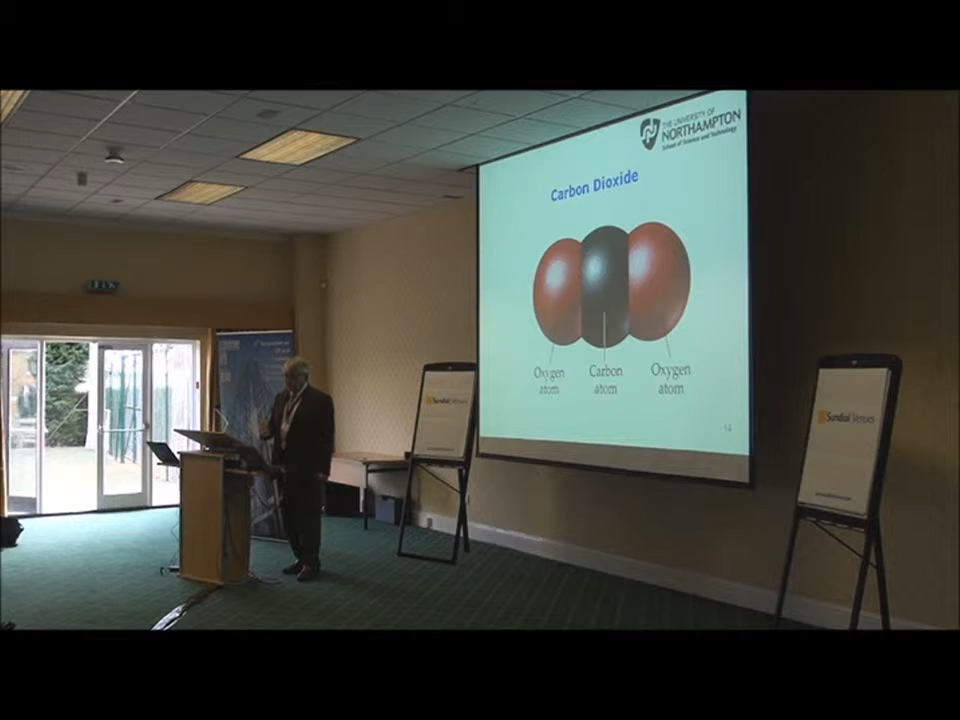 THE UNIVERSITY OF
NORTHAMPTON
School of Science and Technology
Carbon Dioxide
Oxygen
atom
Carbon
atom
Oxygen
atom
14
Sundial Venues
Sundial Venues